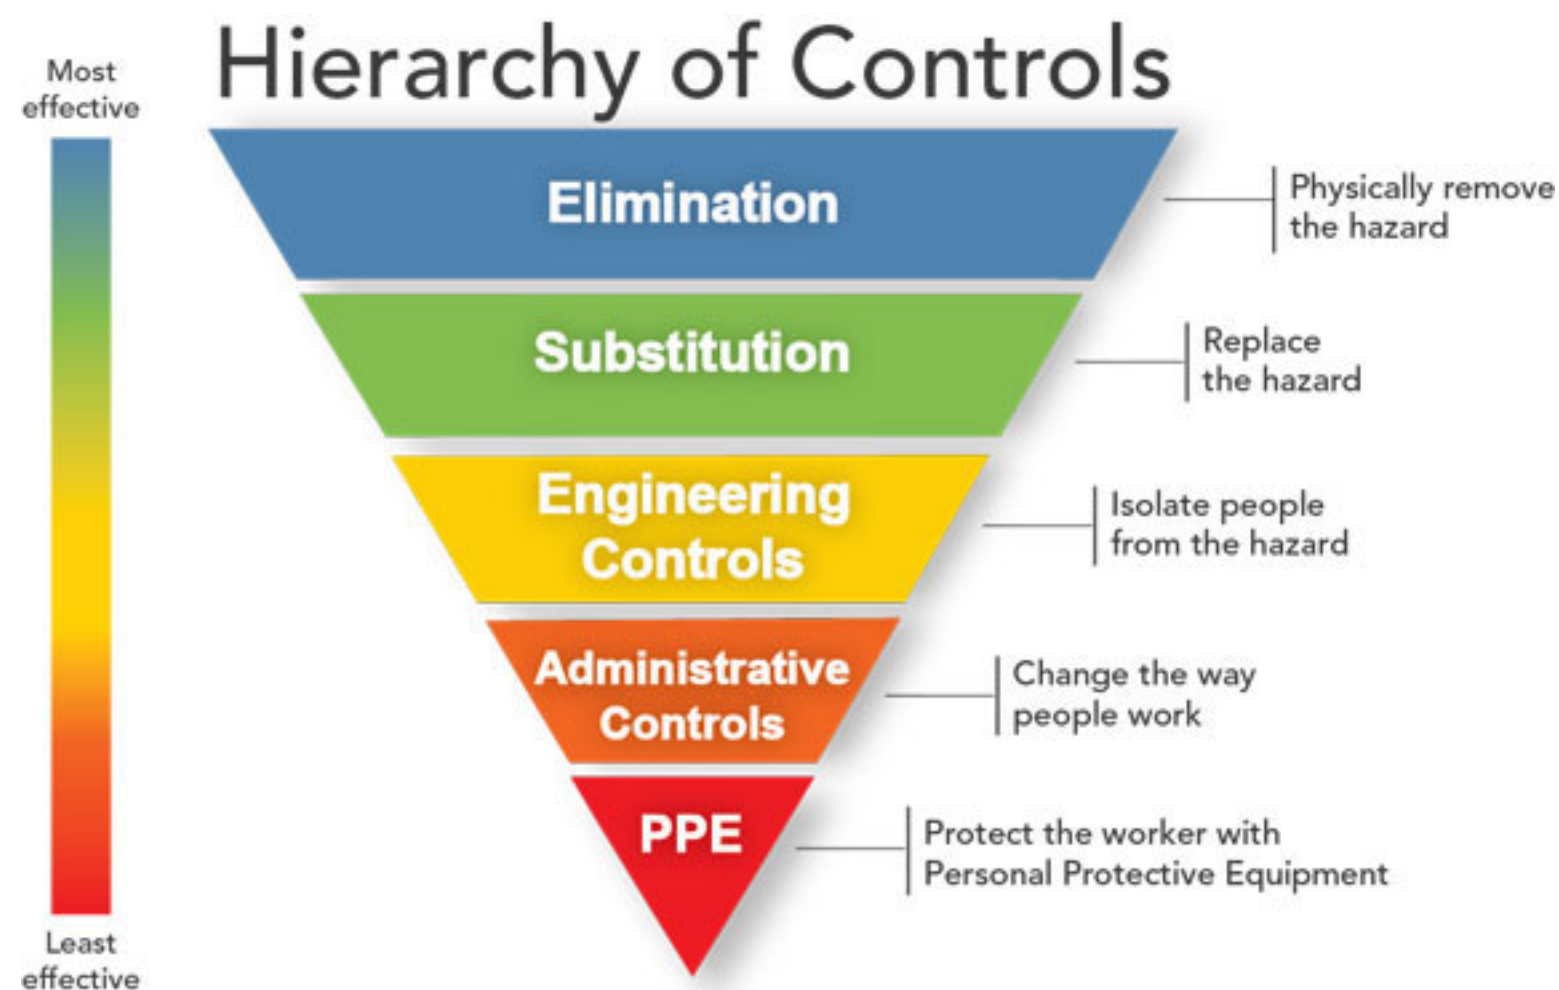 Hierarchy of Controls
Most
effective
Elimination
Physically remove
the hazard
Substitution
Replace
the hazard
Engineering
Controls
Isolate people
from the hazard
Administrative
Controls
Change the way
people work
PPE
Protect the worker with
Personal Protective Equipment
Least
effective